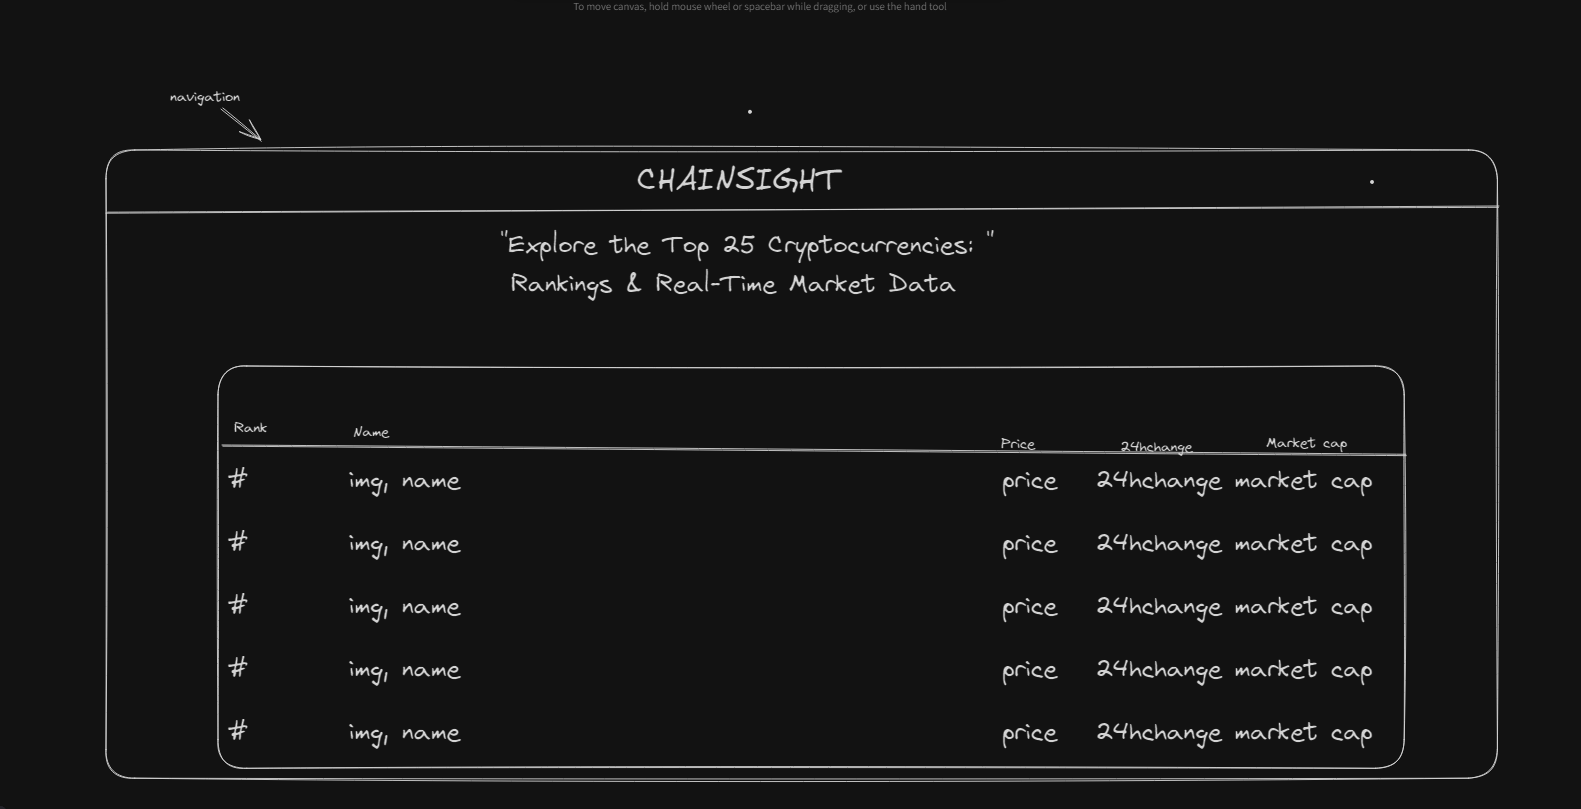 To move canvas, hold mouse wheel or spacebar while dragging, or use the hand tool
navigation
CHAINSIGHT
"Explore the Top 25 Cryptocurrencies: "
Rankings & Real-Time Market Data
Rank Name Price 24hchange Market cap
# img, name price 24hchange market cap
# img, name price 24hchange market cap
# img, name price 24hchange market cap
# img, name price 24hchange market cap
# img, name price 24hchange market cap